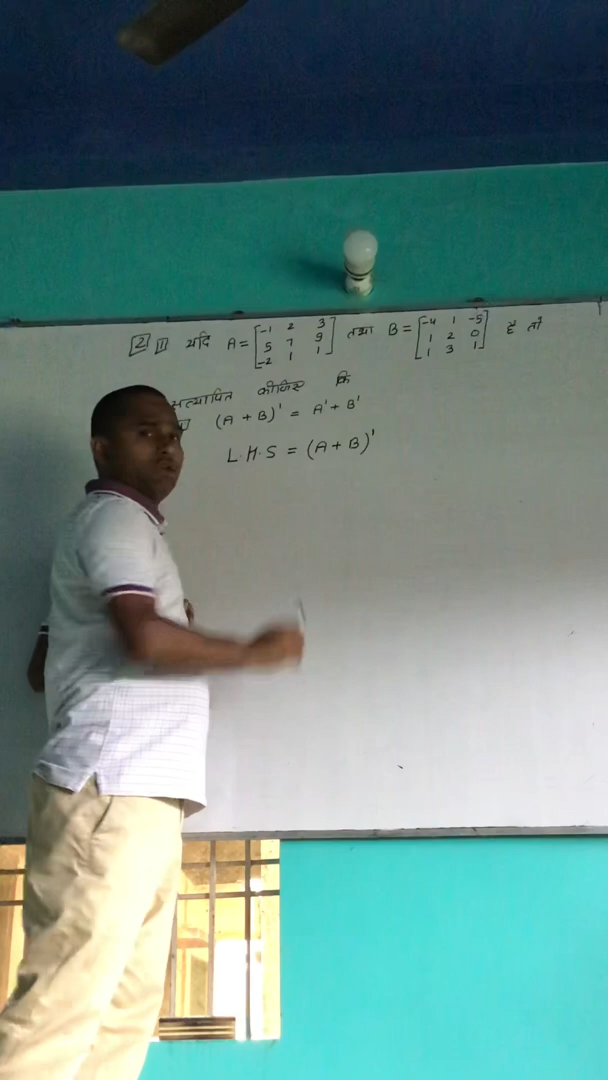 [2] [1] यदि A = [-1 2 3
5 7 9
-2 1 1] तथा B = [-4 1 -5
1 2 0
1 3 1] है तो
सत्यापित कीजिए कि
(A + B)' = A' + B'
L.H.S = (A + B)'